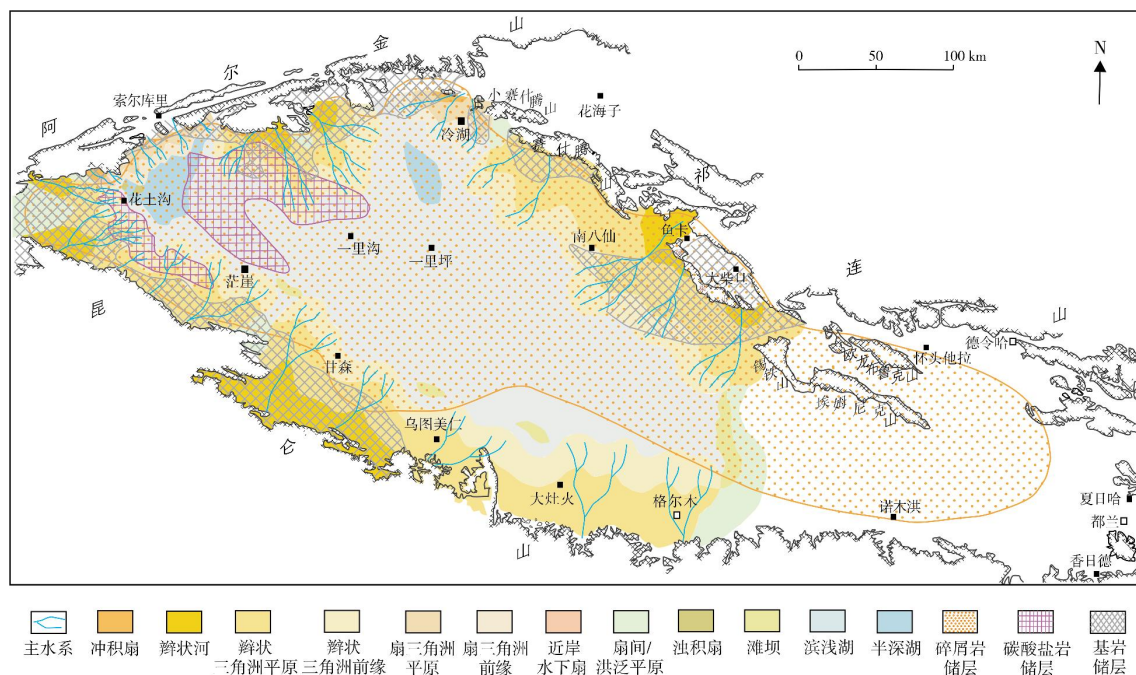 阿
尔
金
山
索尔库里
小赛什腾山
花海子
冷湖
赛什腾
山
祁
连
山
0
50
100 km
N
花土沟
茫崖
一里沟
一里坪
南八仙
鱼卡
大柴旦
昆
仑
山
甘森
乌图美仁
大灶火
格尔木
锡铁山
欧龙布鲁克山
埃姆尼克山
怀头他拉
德令哈
诺木洪
夏日哈
都兰
香日德
主水系
冲积扇
辫状河
辫状
三角洲平原
辫状
三角洲前缘
扇三角洲
平原
扇三角洲
前缘
近岸
水下扇
扇间/
洪泛平原
浊积扇
滩坝
滨浅湖
半深湖
碎屑岩
储层
碳酸盐岩
储层
基岩
储层